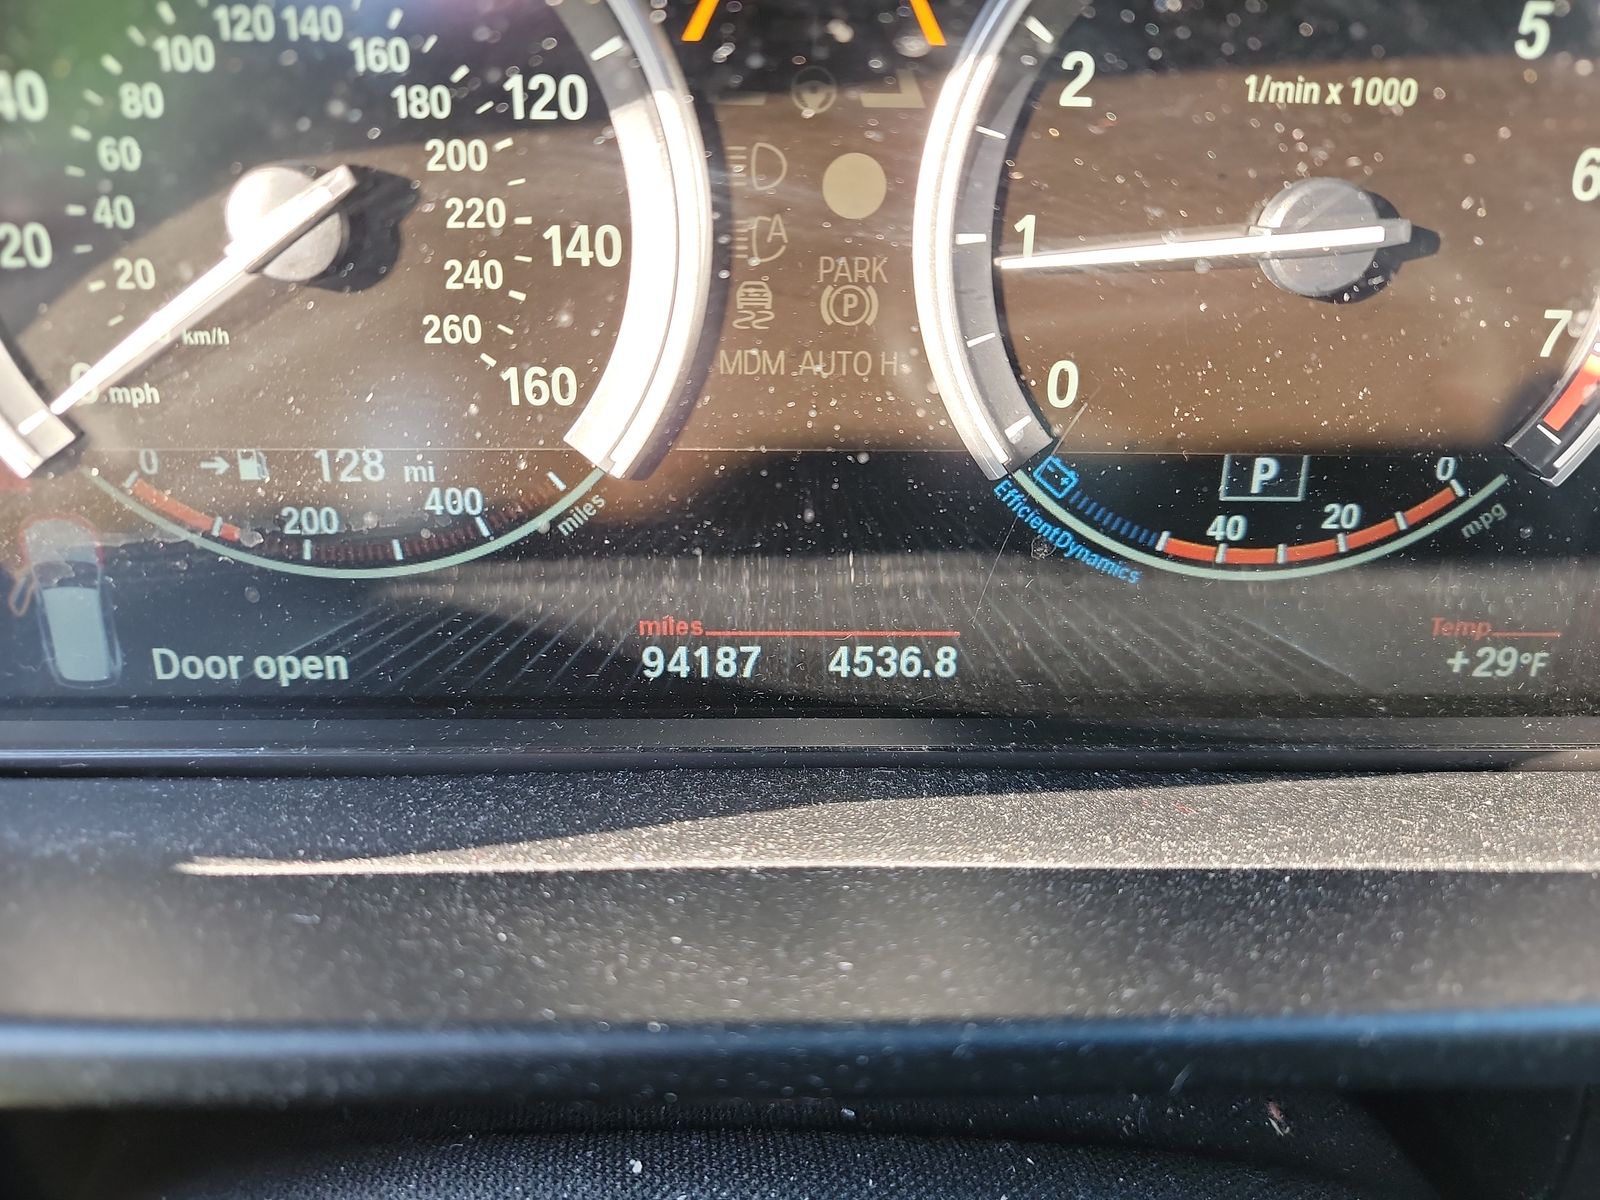 120 140
100
160
80
180
120
60
200
40
220
20
140
20
240
km/h
260
mph
160
0
128 mi
200
400
miles
PARK
P
MDM AUTO H
1/min x 1000
0
1
2
5
6
7
P
0
20
40
mpg
EfficientDynamics
Door open
miles
94187 4536.8
Temp
+29°F